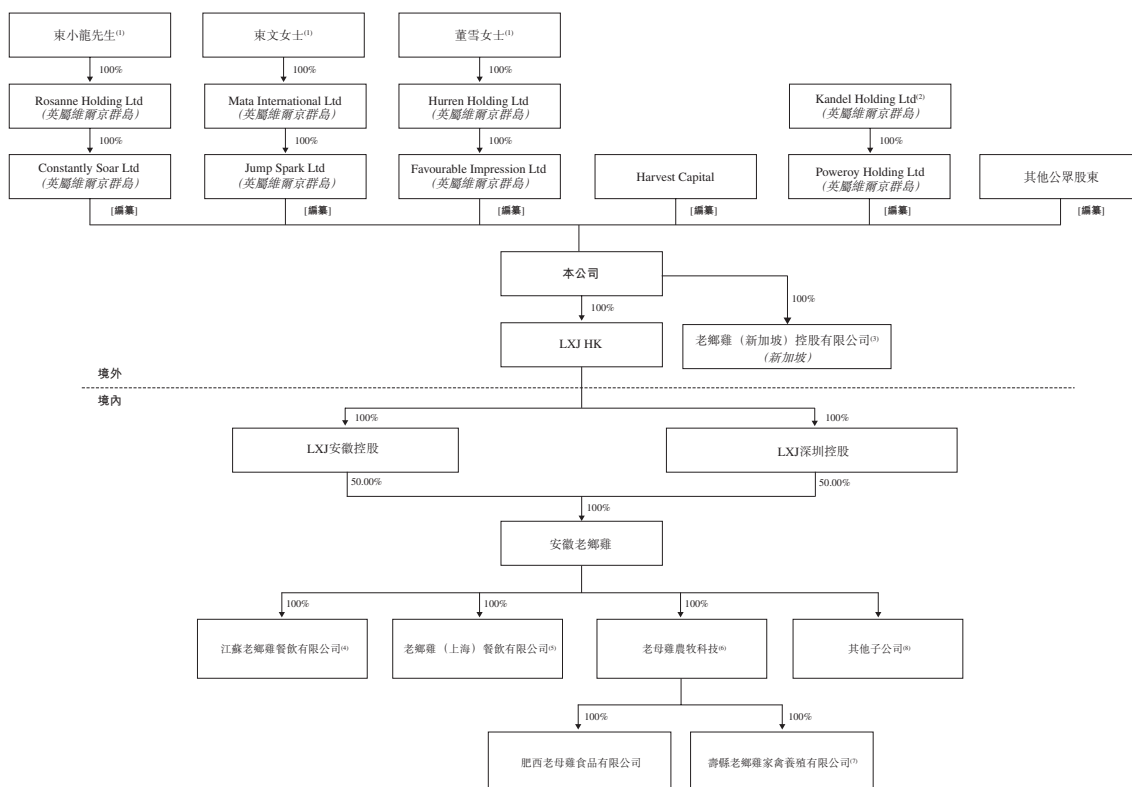 束小龍先生(1)
束文女士(1)
董雪女士(1)
100%
100%
100%
Rosanne Holding Ltd
(英屬維爾京群島)
Mata International Ltd
(英屬維爾京群島)
Hurren Holding Ltd
(英屬維爾京群島)
Kandel Holding Ltd(2)
(英屬維爾京群島)
100%
100%
100%
100%
Constantly Soar Ltd
(英屬維爾京群島)
Jump Spark Ltd
(英屬維爾京群島)
Favourable Impression Ltd
(英屬維爾京群島)
Harvest Capital
Poweroy Holding Ltd
(英屬維爾京群島)
其他公眾股東
[編纂]
[編纂]
[編纂]
[編纂]
[編纂]
[編纂]
本公司
100%
100%
LXJ HK
老鄉雞（新加坡）控股有限公司(3)
(新加坡)
境外
境內
100%
100%
LXJ安徽控股
LXJ深圳控股
50.00%
50.00%
100%
安徽老鄉雞
100%
100%
100%
100%
江蘇老鄉雞餐飲有限公司(4)
老鄉雞（上海）餐飲有限公司(5)
老母雞農牧科技(6)
其他子公司(8)
100%
100%
肥西老母雞食品有限公司
壽縣老鄉雞家禽養殖有限公司(7)